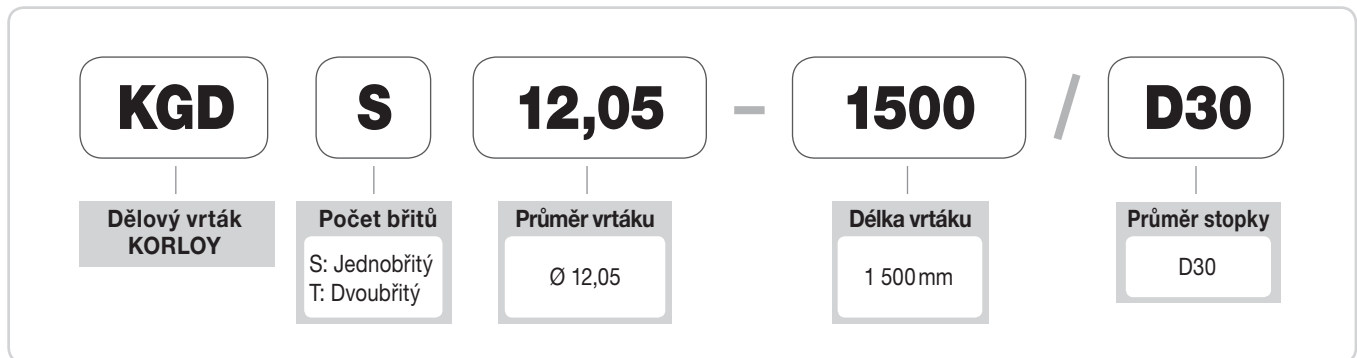 KGD S 12,05 – 1500 / D30
Dělový vrták
KORLOY
Počet břitů
S: Jednobřitý
T: Dvoubřitý
Průměr vrtáku
Ø 12,05
Délka vrtáku
1 500 mm
Průměr stopky
D30